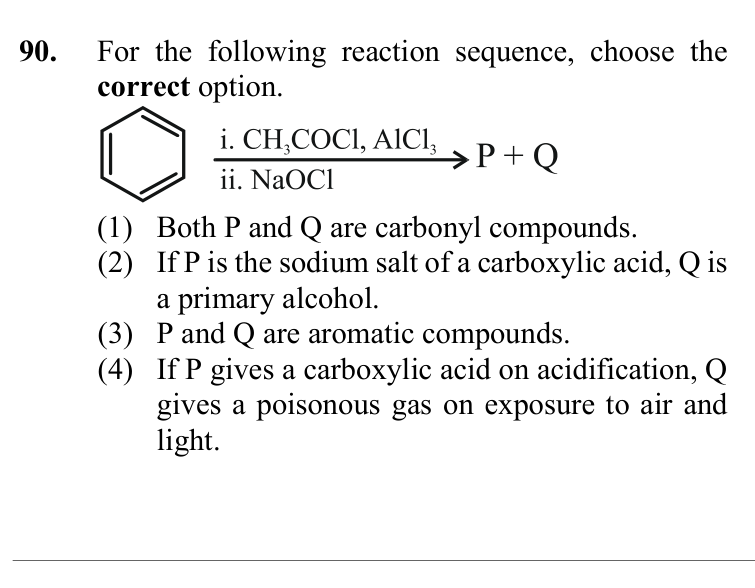 90. For the following reaction sequence, choose the
correct option.
i. CH₃COCl, AlCl₃
P + Q
ii. NaOCl
(1) Both P and Q are carbonyl compounds.
(2) If P is the sodium salt of a carboxylic acid, Q is
a primary alcohol.
(3) P and Q are aromatic compounds.
(4) If P gives a carboxylic acid on acidification, Q
gives a poisonous gas on exposure to air and
light.